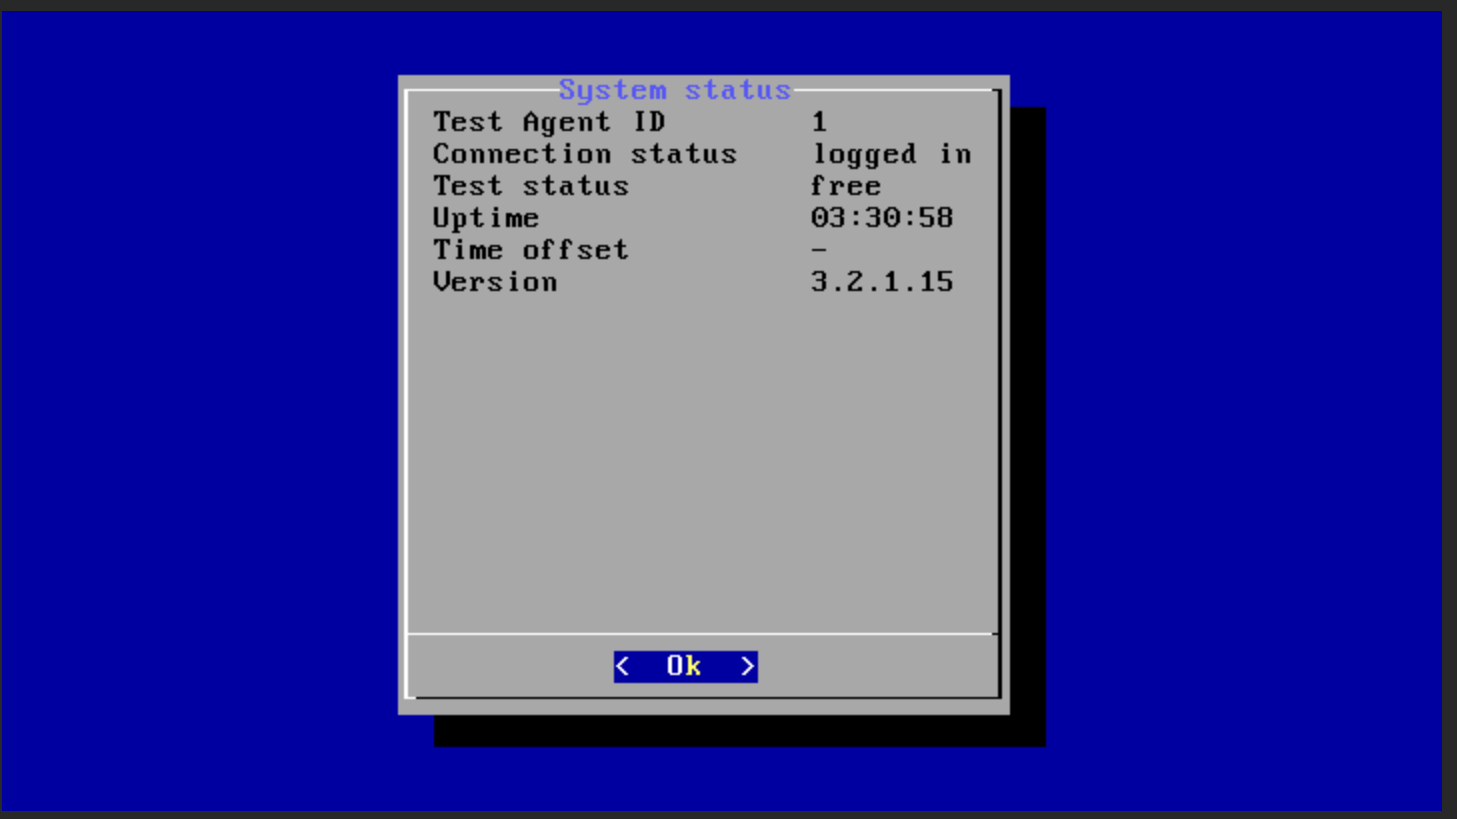 System status
Test Agent ID 1
Connection status logged in
Test status free
Uptime 03:30:58
Time offset -
Version 3.2.1.15
< Ok >